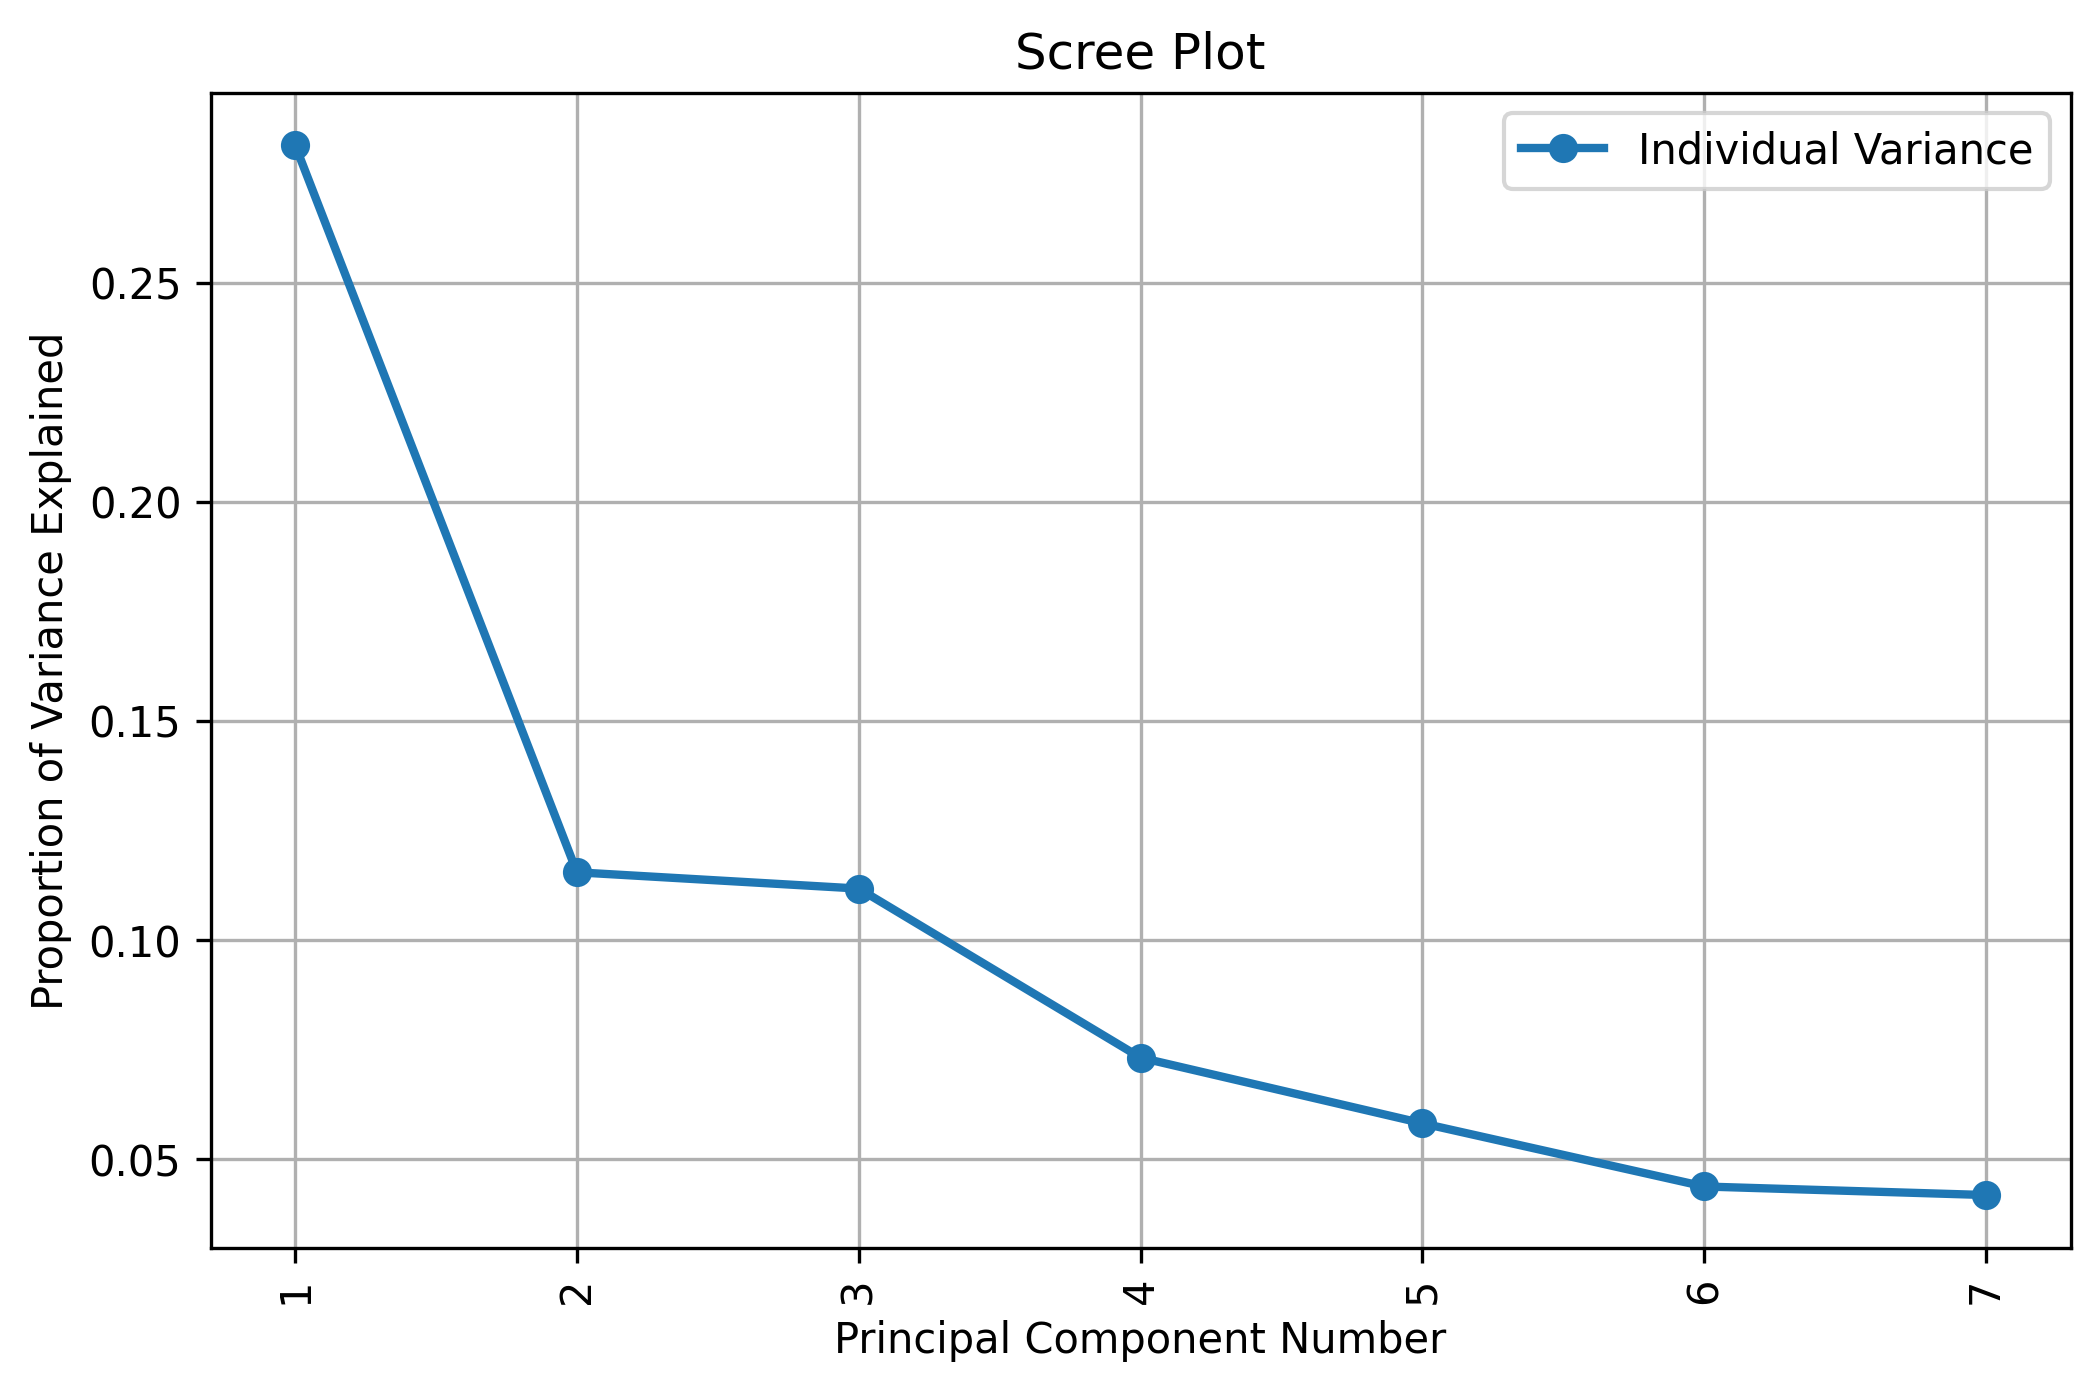 Scree Plot
Individual Variance
Proportion of Variance Explained
0.25
0.20
0.15
0.10
0.05
1 2 3 4 5 6 7
Principal Component Number